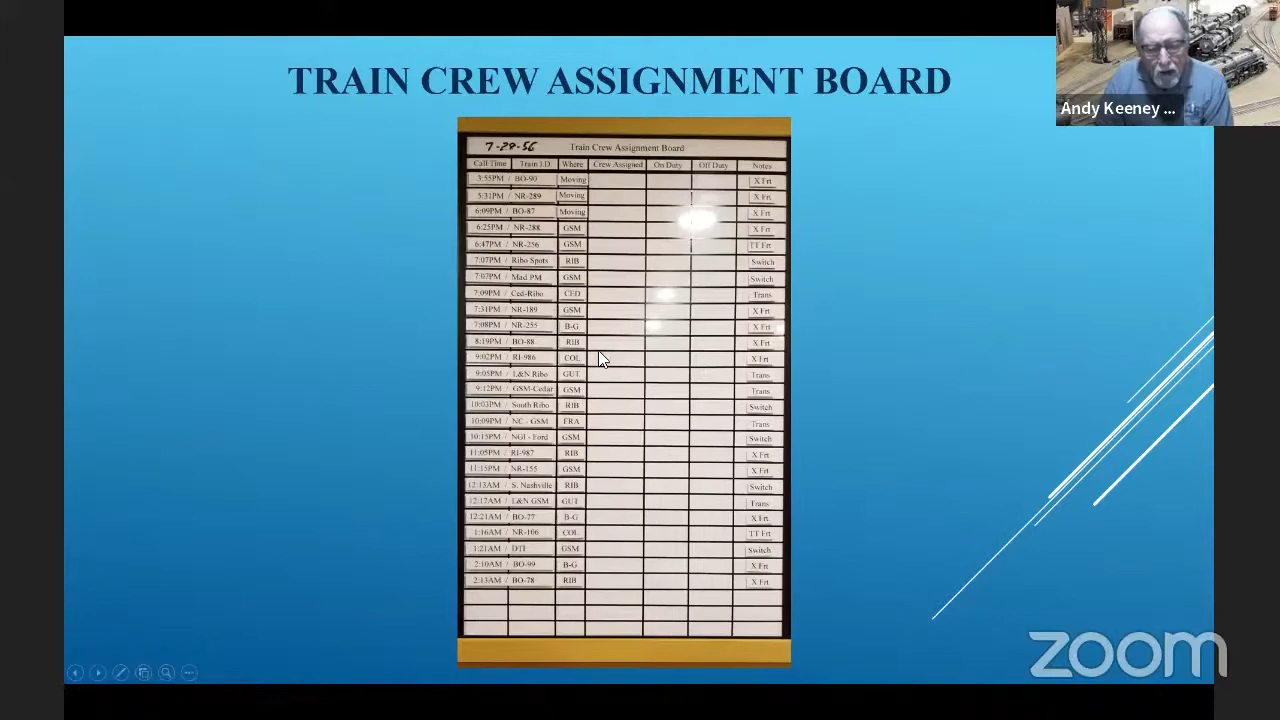 TRAIN CREW ASSIGNMENT BOARD
Andy Keeney ...
7-28-56 Train Crew Assignment Board
Call Time Train I.D. Where Crew Assigned On Duty Off Duty Notes
3:55PM / BO-90 Moving X Frt
5:31PM / NR-289 Moving X Frt
6:09PM / BO-87 Moving X Frt
6:25PM / NR-288 GSM X Frt
6:47PM / NR-256 GSM TT Frt
7:07PM / Ribo Spots RIB Switch
7:07PM / Mad PM GSM Switch
7:09PM / Ced-Ribo CED Trans
7:31PM / NR-189 GSM X Frt
7:08PM / NR-255 B-G X Frt
8:19PM / BO-88 RIB X Frt
9:02PM / RI-986 COL X Frt
9:05PM / L&N Ribo GUT Trans
9:12PM / GSM-Cedar GSM Trans
10:03PM / South Ribo RIB Switch
10:09PM / NC - GSM FRA Trans
10:15PM / NGI - Ford GSM Switch
11:05PM / RI-987 RIB X Frt
11:15PM / NR-155 GSM X Frt
12:13AM / S. Nashville RIB Switch
12:17AM / L&N GSM GUT Trans
12:21AM / BO-77 B-G X Frt
1:16AM / NR-106 COL TT Frt
1:21AM / DTI GSM Switch
2:10AM / BO-99 B-G X Frt
2:13AM / BO-78 RIB X Frt
zoom